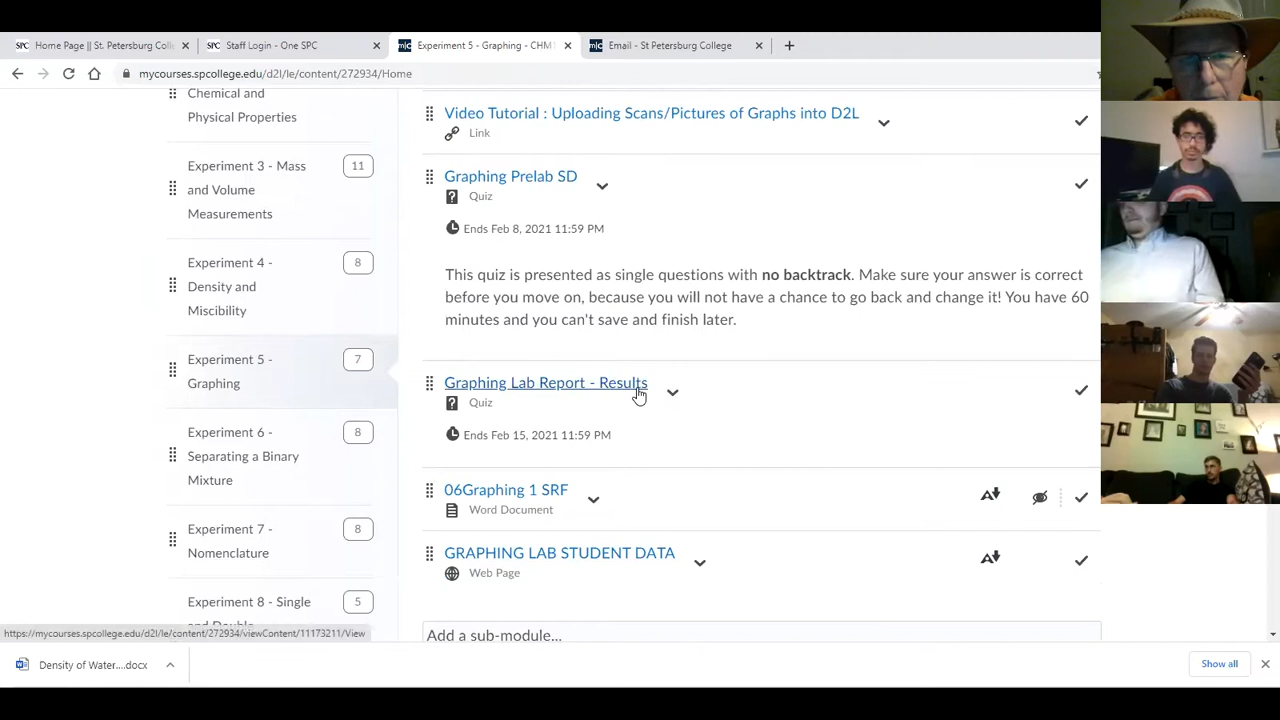 Home Page || St. Petersburg Coll
Staff Login - One SPC
Experiment 5 - Graphing - CHM
Email - St Petersburg College
mycourses.spcollege.edu/d2l/le/content/272934/Home
Chemical and
Physical Properties
Experiment 3 - Mass
and Volume
Measurements
11
Experiment 4 -
Density and
Miscibility
8
Experiment 5 -
Graphing
7
Experiment 6 -
Separating a Binary
Mixture
8
Experiment 7 -
Nomenclature
8
Experiment 8 - Single
and Double
5
Video Tutorial : Uploading Scans/Pictures of Graphs into D2L
Link
Graphing Prelab SD
Quiz
Ends Feb 8, 2021 11:59 PM
This quiz is presented as single questions with no backtrack. Make sure your answer is correct
before you move on, because you will not have a chance to go back and change it! You have 60
minutes and you can't save and finish later.
Graphing Lab Report - Results
Quiz
Ends Feb 15, 2021 11:59 PM
06Graphing 1 SRF
Word Document
GRAPHING LAB STUDENT DATA
Web Page
Add a sub-module...
https://mycourses.spcollege.edu/d2l/le/content/272934/viewContent/11173211/View
Density of Water....docx
Show all